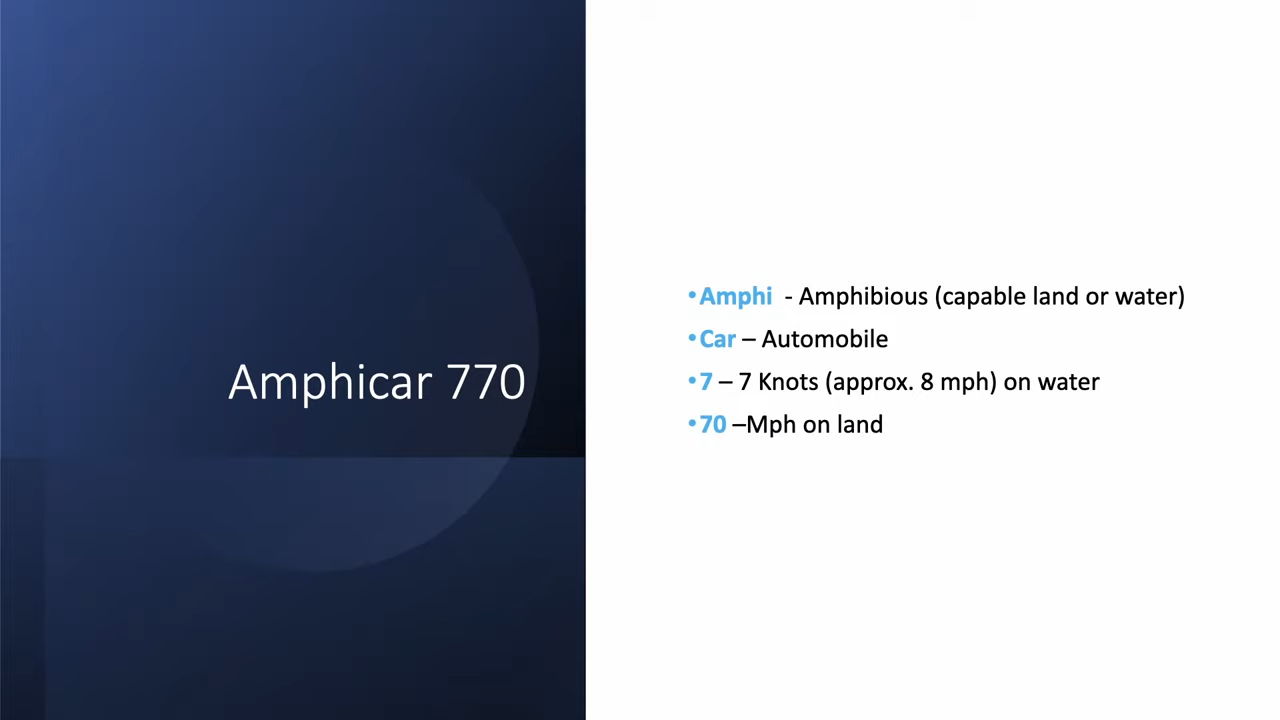 Amphicar 770
•Amphi - Amphibious (capable land or water)
•Car – Automobile
•7 – 7 Knots (approx. 8 mph) on water
•70 –Mph on land